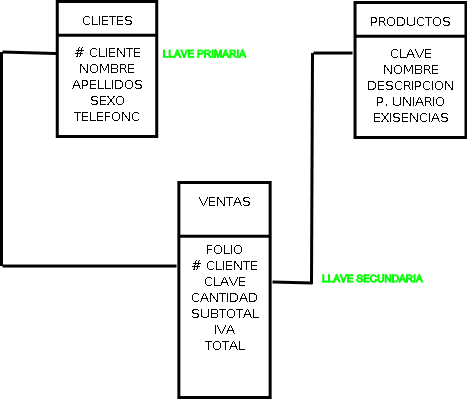 CLIETES
# CLIENTE
NOMBRE
APELLIDOS
SEXO
TELEFONC
LLAVE PRIMARIA
PRODUCTOS
CLAVE
NOMBRE
DESCRIPCION
P. UNIARIO
EXISENCIAS
VENTAS
FOLIO
# CLIENTE
CLAVE
CANTIDAD
SUBTOTAL
IVA
TOTAL
LLAVE SECUNDARIA